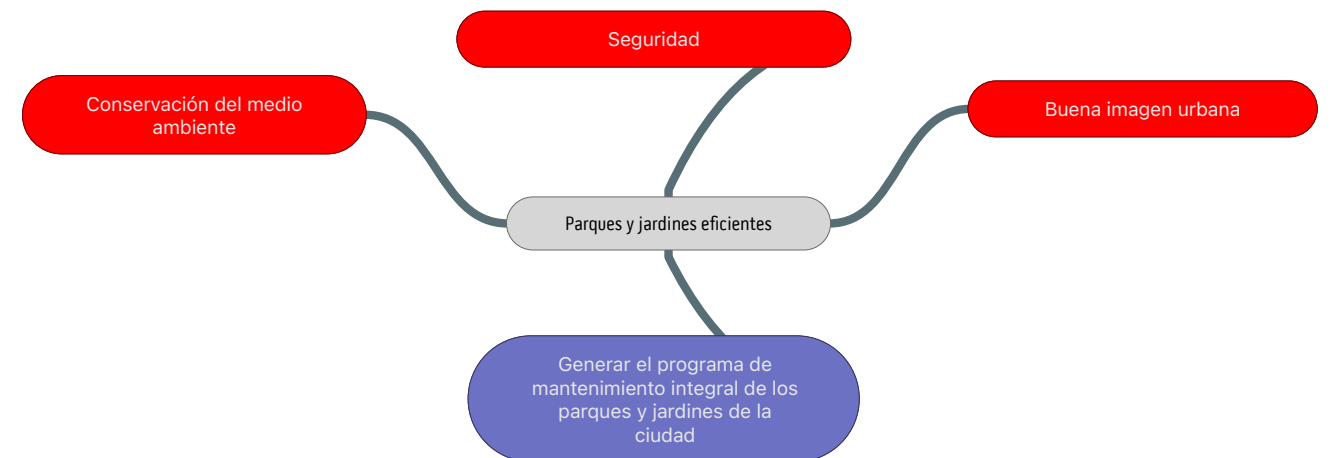 Seguridad
Conservación del medio
ambiente
Buena imagen urbana
Parques y jardines eficientes
Generar el programa de
mantenimiento integral de los
parques y jardines de la
ciudad